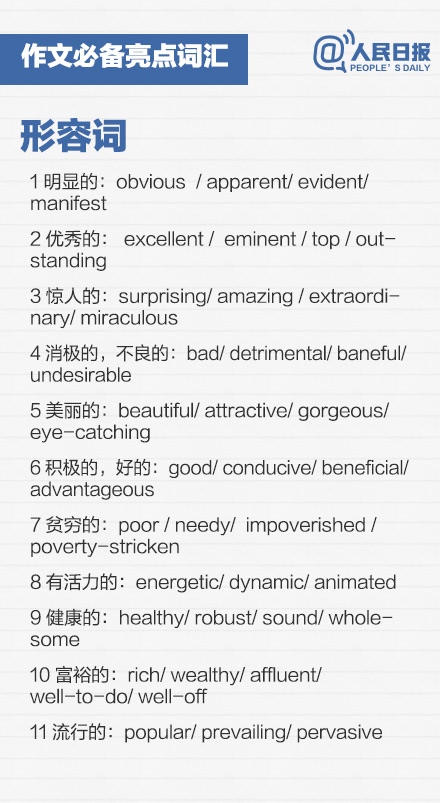 作文必备亮点词汇
@人民日报
PEOPLE'S DAILY
形容词
1 明显的：obvious / apparent/ evident/
manifest
2 优秀的： excellent / eminent / top / out-
standing
3 惊人的：surprising/ amazing / extraordi-
nary/ miraculous
4 消极的，不良的：bad/ detrimental/ baneful/
undesirable
5 美丽的：beautiful/ attractive/ gorgeous/
eye-catching
6 积极的，好的：good/ conducive/ beneficial/
advantageous
7 贫穷的：poor / needy/ impoverished /
poverty-stricken
8 有活力的：energetic/ dynamic/ animated
9 健康的：healthy/ robust/ sound/ whole-
some
10 富裕的：rich/ wealthy/ affluent/
well-to-do/ well-off
11 流行的：popular/ prevailing/ pervasive